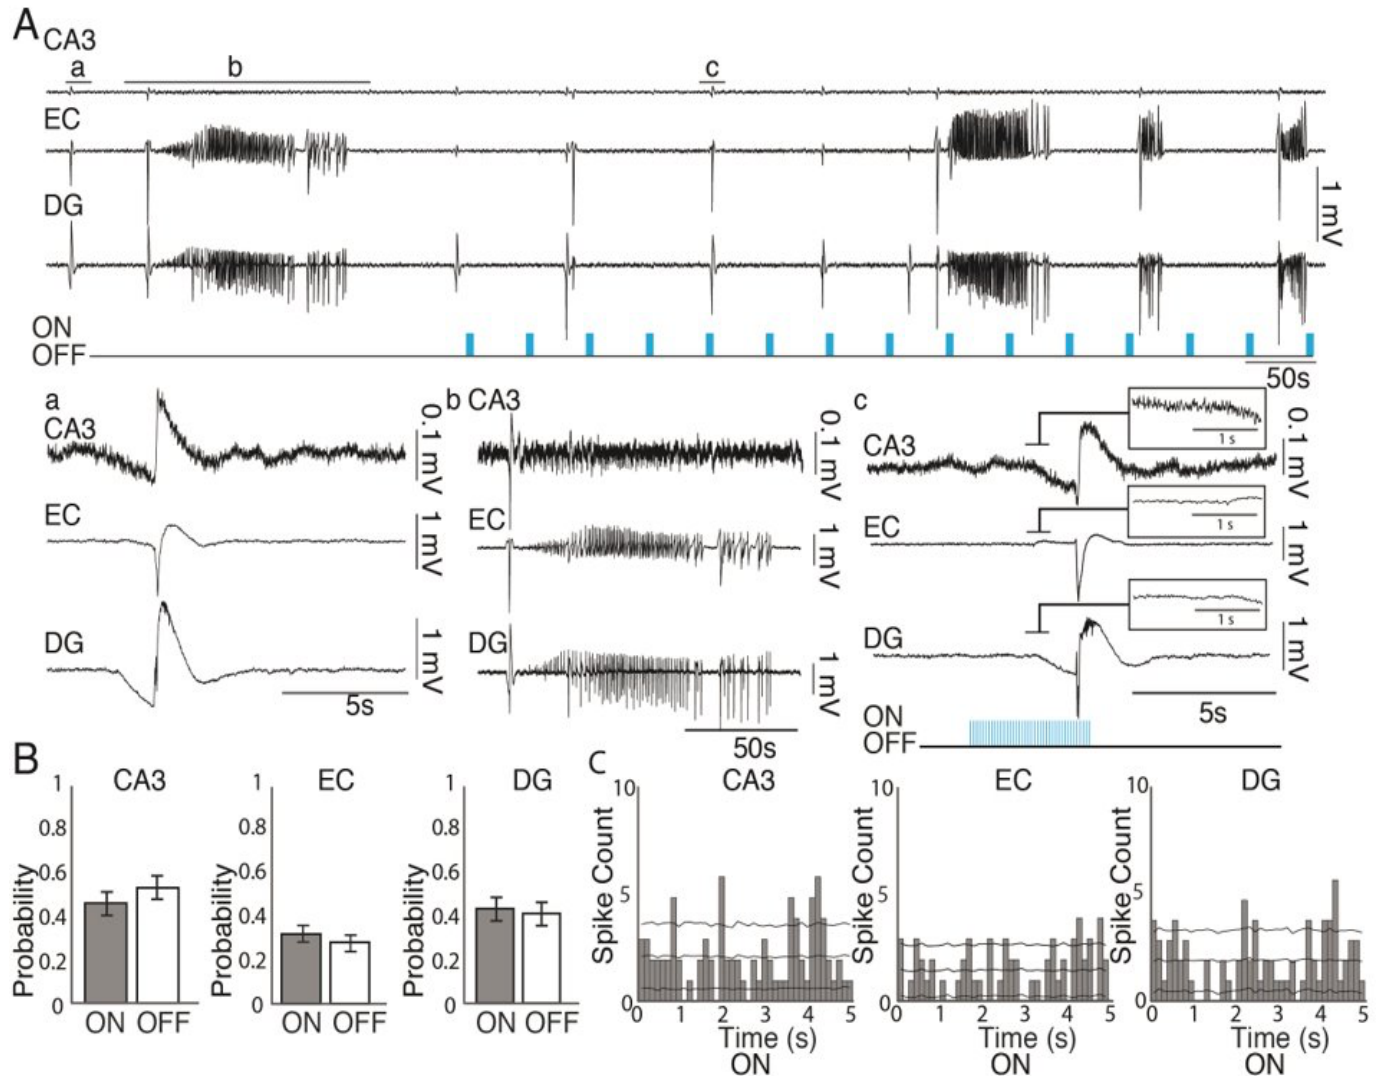 A
CA3
a b c
EC
DG
1 mV
ON
OFF
50s
a
CA3
0.1 mV
EC
1 mV
DG
1 mV
5s
b CA3
0.1 mV
EC
1 mV
DG
1 mV
50s
c
CA3
1 s
0.1 mV
EC
1 s
1 mV
DG
1 s
1 mV
5s
ON
OFF
B
CA3
Probability
1
0.8
0.6
0.4
0.2
0
ON OFF
EC
Probability
1
0.8
0.6
0.4
0.2
0
ON OFF
DG
Probability
1
0.8
0.6
0.4
0.2
0
ON OFF
C
CA3
Spike Count
10
5
0
0 1 2 3 4 5
Time (s)
ON
EC
Spike Count
10
5
0
0 1 2 3 4 5
Time (s)
ON
DG
Spike Count
10
5
0
0 1 2 3 4 5
Time (s)
ON